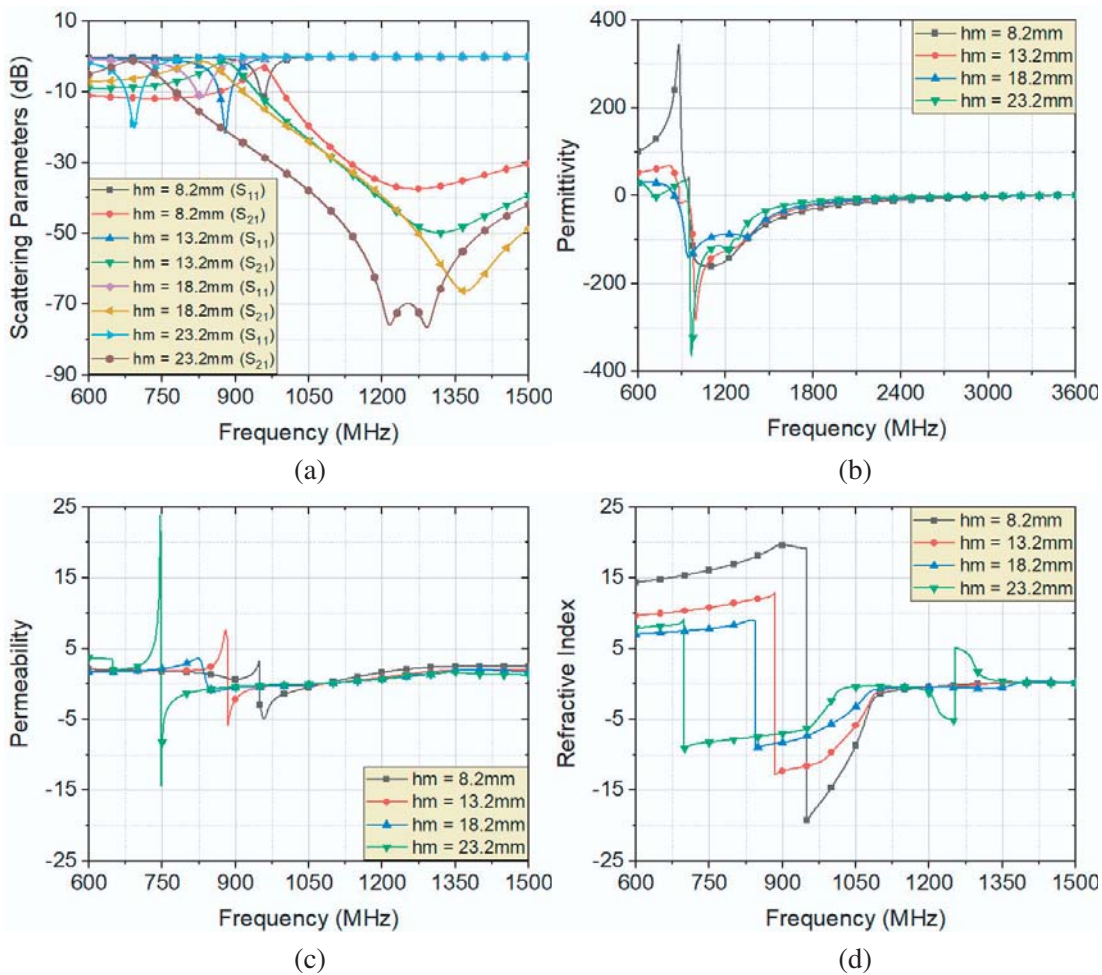 10
-10
-30
-50
-70
-90
Scattering Parameters (dB)
hm = 8.2mm (S11)
hm = 8.2mm (S21)
hm = 13.2mm (S11)
hm = 13.2mm (S21)
hm = 18.2mm (S11)
hm = 18.2mm (S21)
hm = 23.2mm (S11)
hm = 23.2mm (S21)
600 750 900 1050 1200 1350 1500
Frequency (MHz)
(a)
400
200
0
-200
-400
Permittivity
hm = 8.2mm
hm = 13.2mm
hm = 18.2mm
hm = 23.2mm
600 1200 1800 2400 3000 3600
Frequency (MHz)
(b)
25
15
5
-5
-15
-25
Permeability
hm = 8.2mm
hm = 13.2mm
hm = 18.2mm
hm = 23.2mm
600 750 900 1050 1200 1350 1500
Frequency (MHz)
(c)
25
15
5
-5
-15
-25
Refractive Index
hm = 8.2mm
hm = 13.2mm
hm = 18.2mm
hm = 23.2mm
600 750 900 1050 1200 1350 1500
Frequency (MHz)
(d)